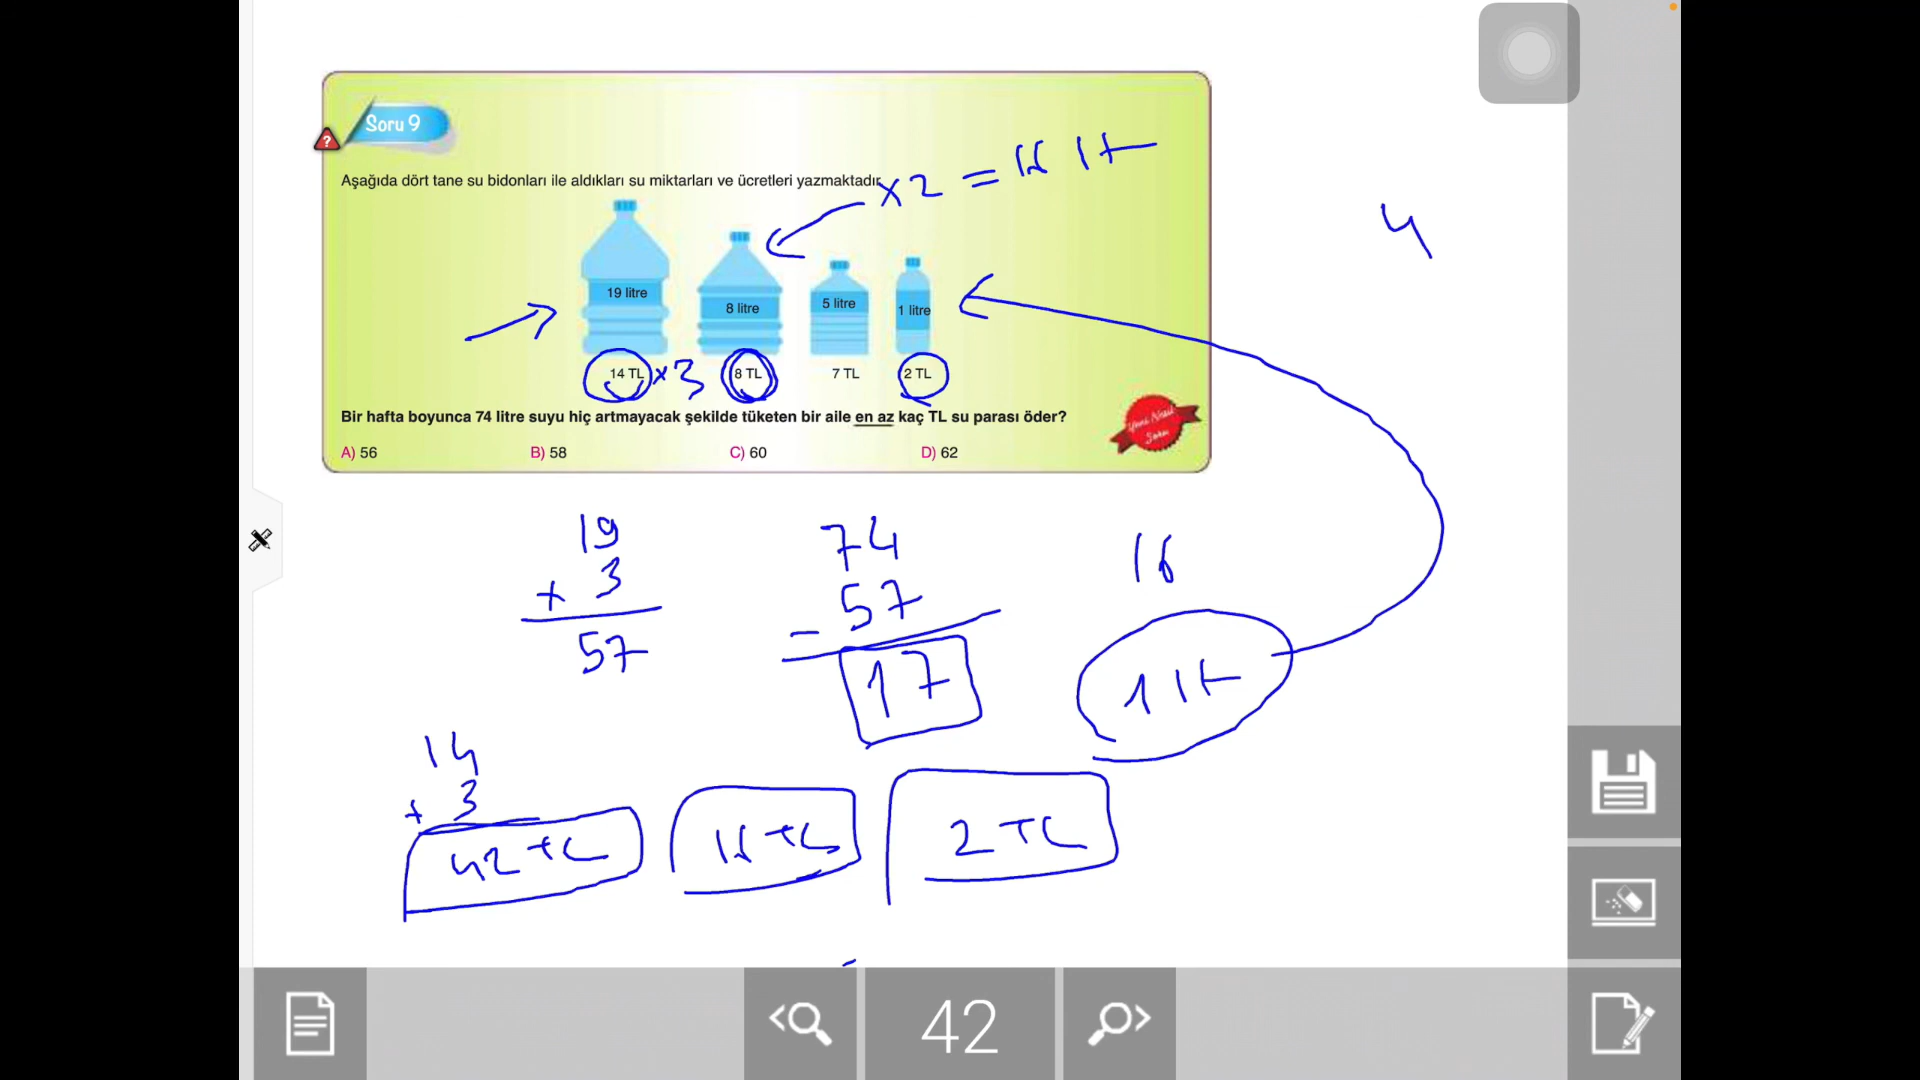 Soru 9
Aşağıda dört tane su bidonları ile aldıkları su miktarları ve ücretleri yazmaktadır.
x2 = 16 lt
4
19 litre
8 litre
5 litre
1 litre
14 TL x3
8 TL
7 TL
2 TL
Bir hafta boyunca 74 litre suyu hiç artmayacak şekilde tüketen bir aile en az kaç TL su parası öder?
Yeni Nesil
Soru
A) 56
B) 58
C) 60
D) 62
19
x 3
57
74
- 57
17
16
1 lt
14
x 3
42 TL
16 TL
2 TL
42